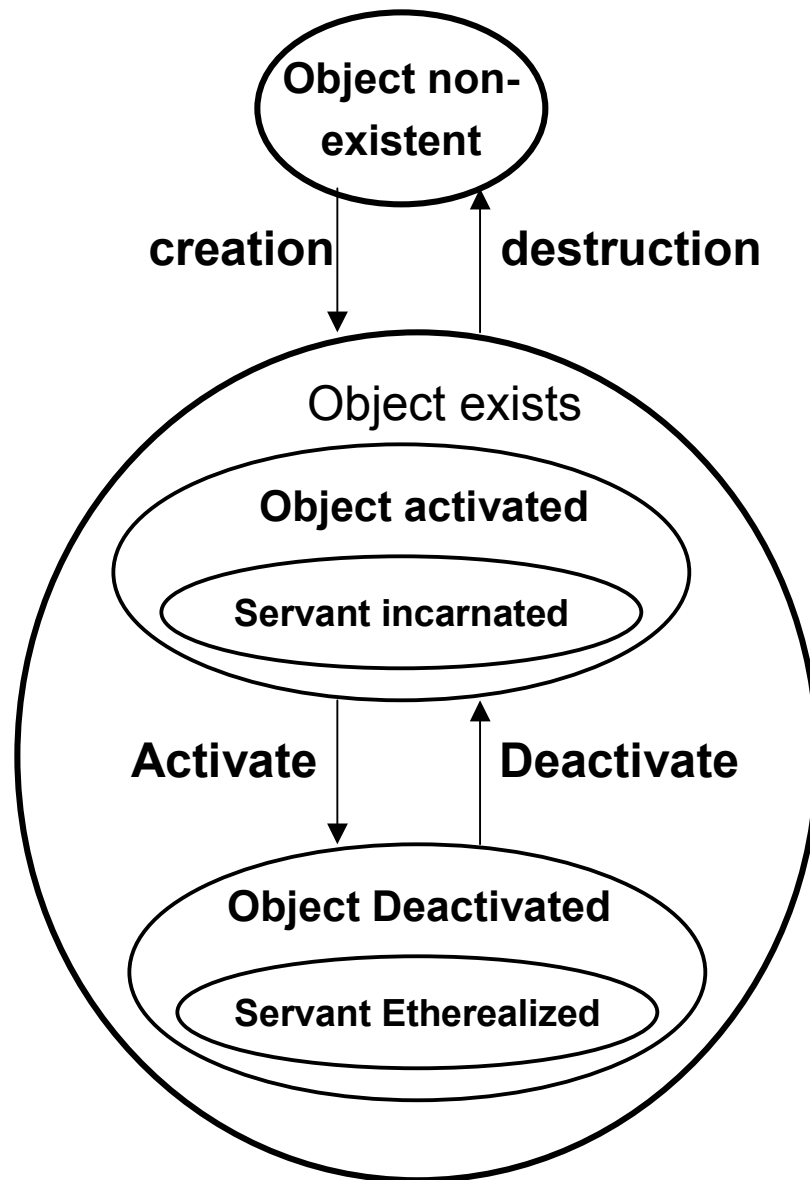 Object non-
existent
creation
destruction
Object exists
Object activated
Servant incarnated
Activate
Deactivate
Object Deactivated
Servant Etherealized